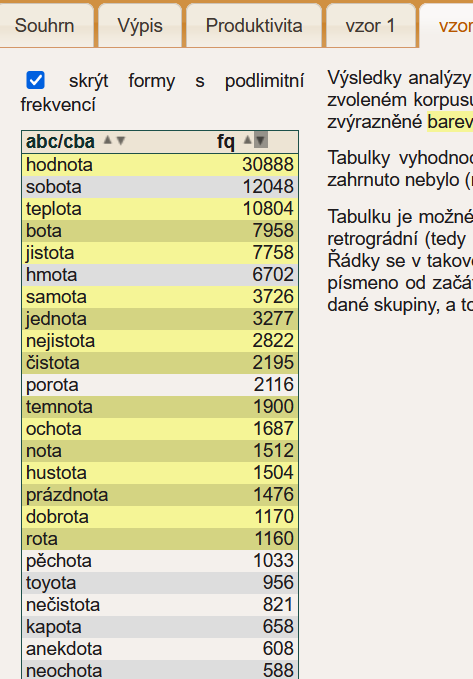 Souhrn Výpis Produktivita vzor 1 vzor
skrýt formy s podlimitní
frekvencí
abc/cba fq
hodnota 30888
sobota 12048
teplota 10804
bota 7958
jistota 7758
hmota 6702
samota 3726
jednota 3277
nejistota 2822
čistota 2195
porota 2116
temnota 1900
ochota 1687
nota 1512
hustota 1504
prázdnota 1476
dobrota 1170
rota 1160
pěchota 1033
toyota 956
nečistota 821
kapota 658
anekdota 608
neochota 588
Výsledky analýzy
zvoleném korpusu
zvýrazněné barev
Tabulky vyhodnoc
zahrnuto nebylo (
Tabulku je možné
retrográdní (tedy
Řádky se v takové
písmeno od začá
dané skupiny, a to